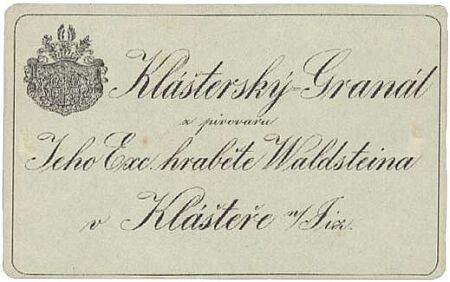 Klášterský-Granát
z pivovaru
Jeho Exc. hraběte Waldsteina
v Klášteře n/Jiz.